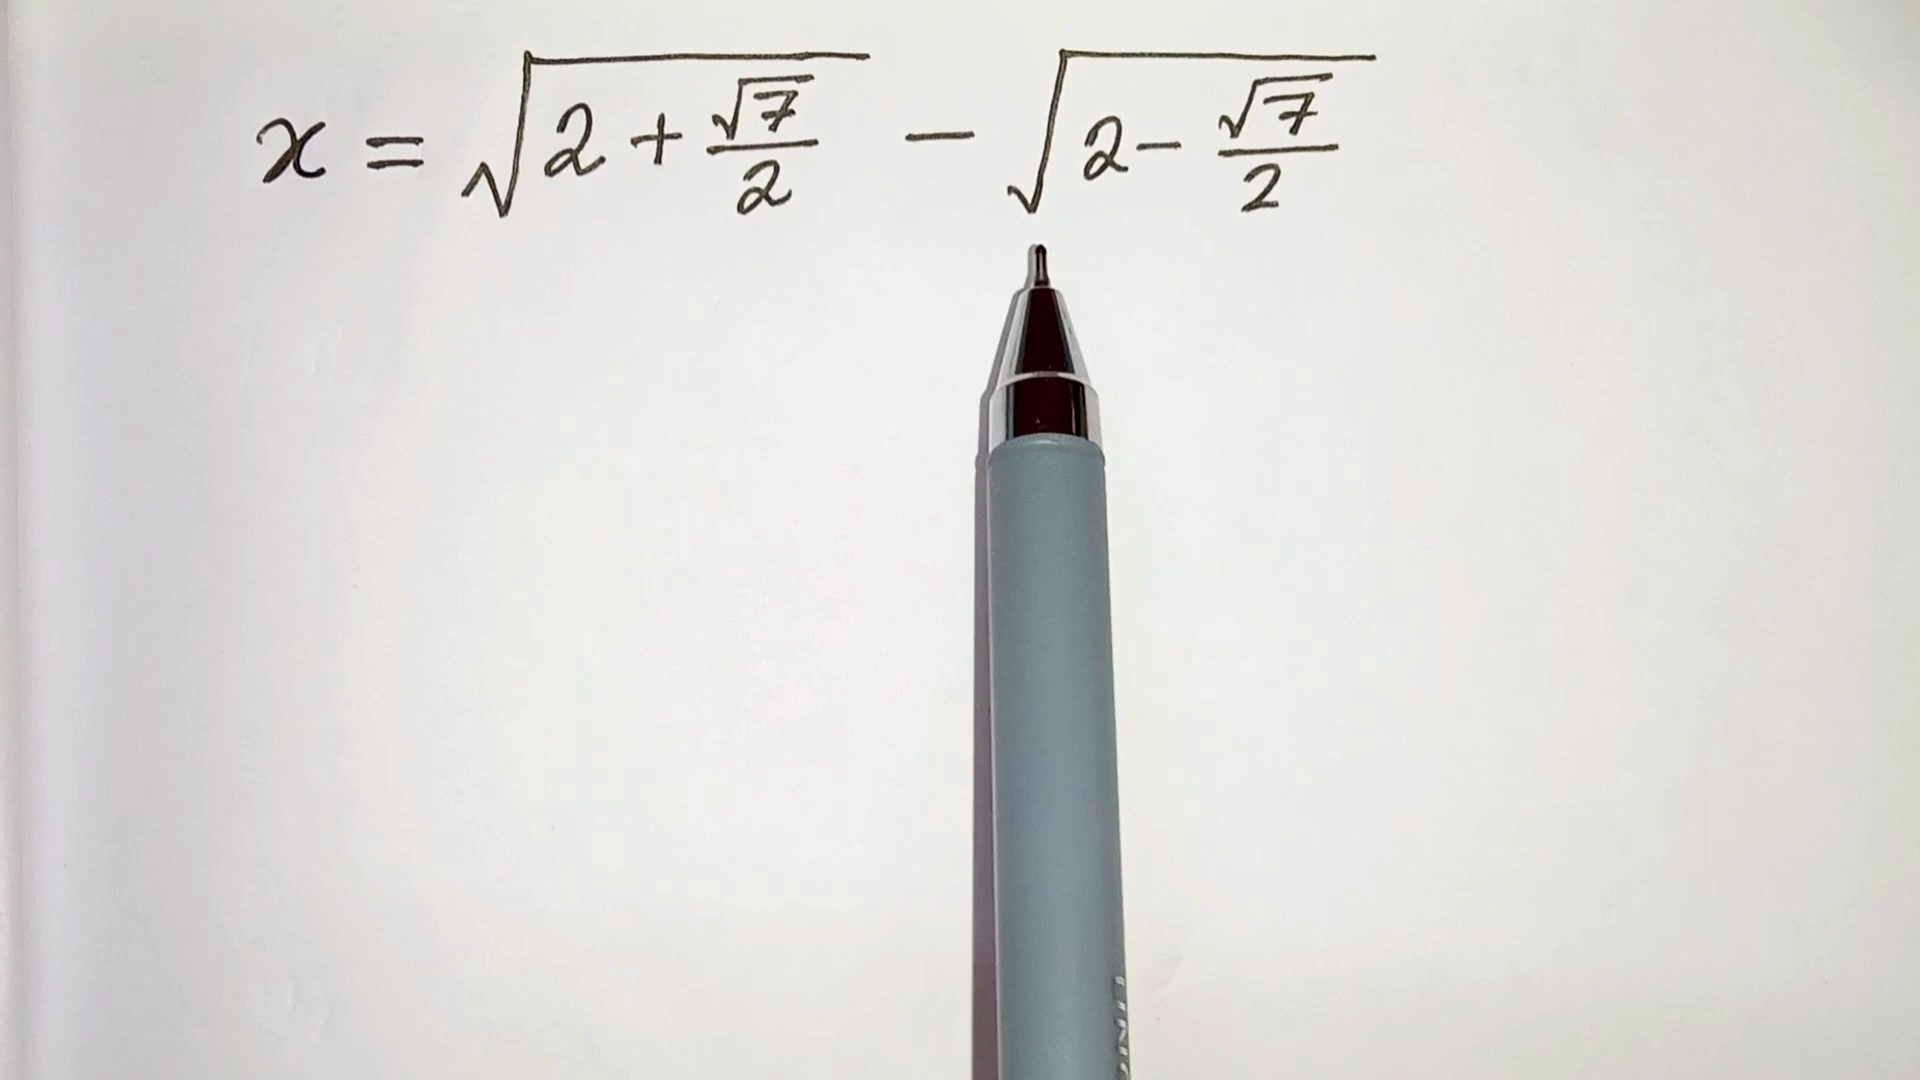 x = √(2 + √7/2) − √(2 − √7/2)